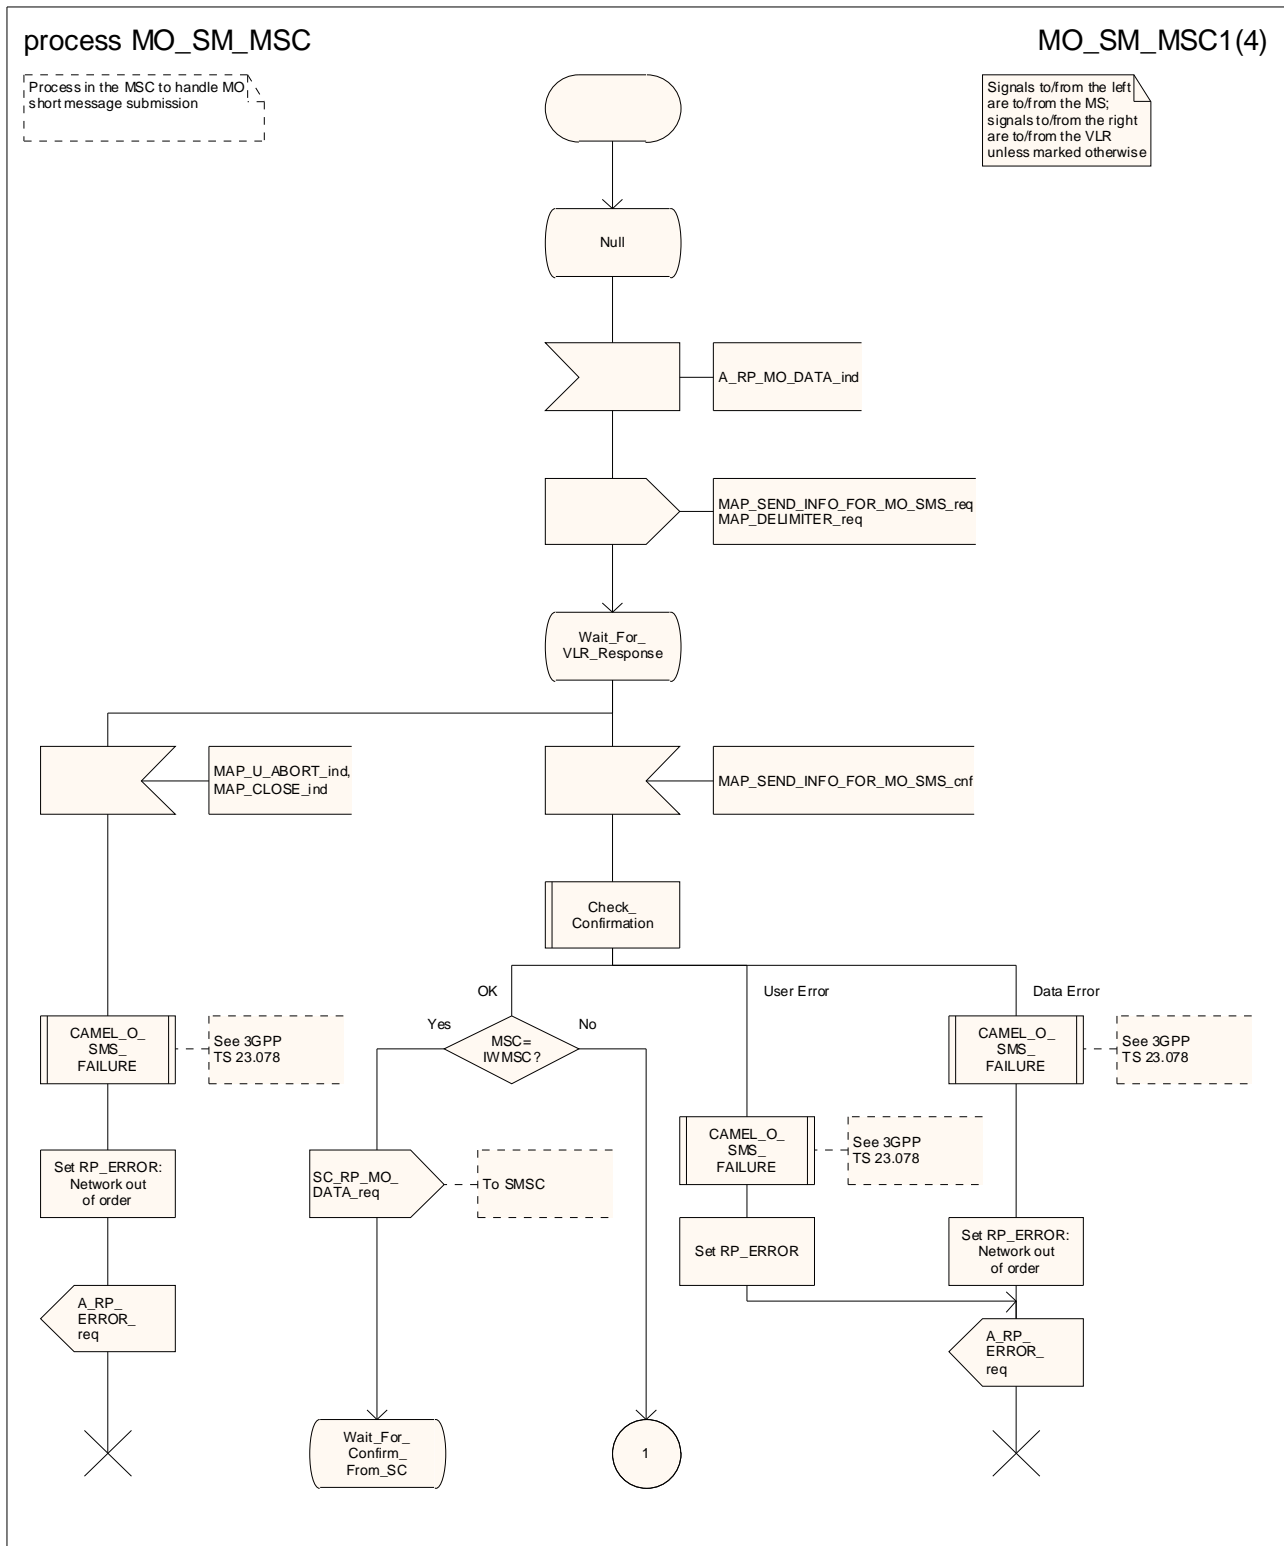 process MO_SM_MSC
MO_SM_MSC1(4)
Process in the MSC to handle MO
short message submission
Signals to/from the left
are to/from the MS;
signals to/from the right
are to/from the VLR
unless marked otherwise
Null
A_RP_MO_DATA_ind
MAP_SEND_INFO_FOR_MO_SMS_req
MAP_DELIMITER_req
Wait_For_
VLR_Response
MAP_U_ABORT_ind,
MAP_CLOSE_ind
MAP_SEND_INFO_FOR_MO_SMS_cnf
Check_
Confirmation
OK
User Error
Data Error
Yes
No
MSC=
IWMSC?
CAMEL_O_
SMS_
FAILURE
See 3GPP
TS 23.078
CAMEL_O_
SMS_
FAILURE
See 3GPP
TS 23.078
CAMEL_O_
SMS_
FAILURE
See 3GPP
TS 23.078
Set RP_ERROR:
Network out
of order
SC_RP_MO_
DATA_req
To SMSC
Set RP_ERROR
Set RP_ERROR:
Network out
of order
A_RP_
ERROR_
req
A_RP_
ERROR_
req
Wait_For_
Confirm_
From_SC
1